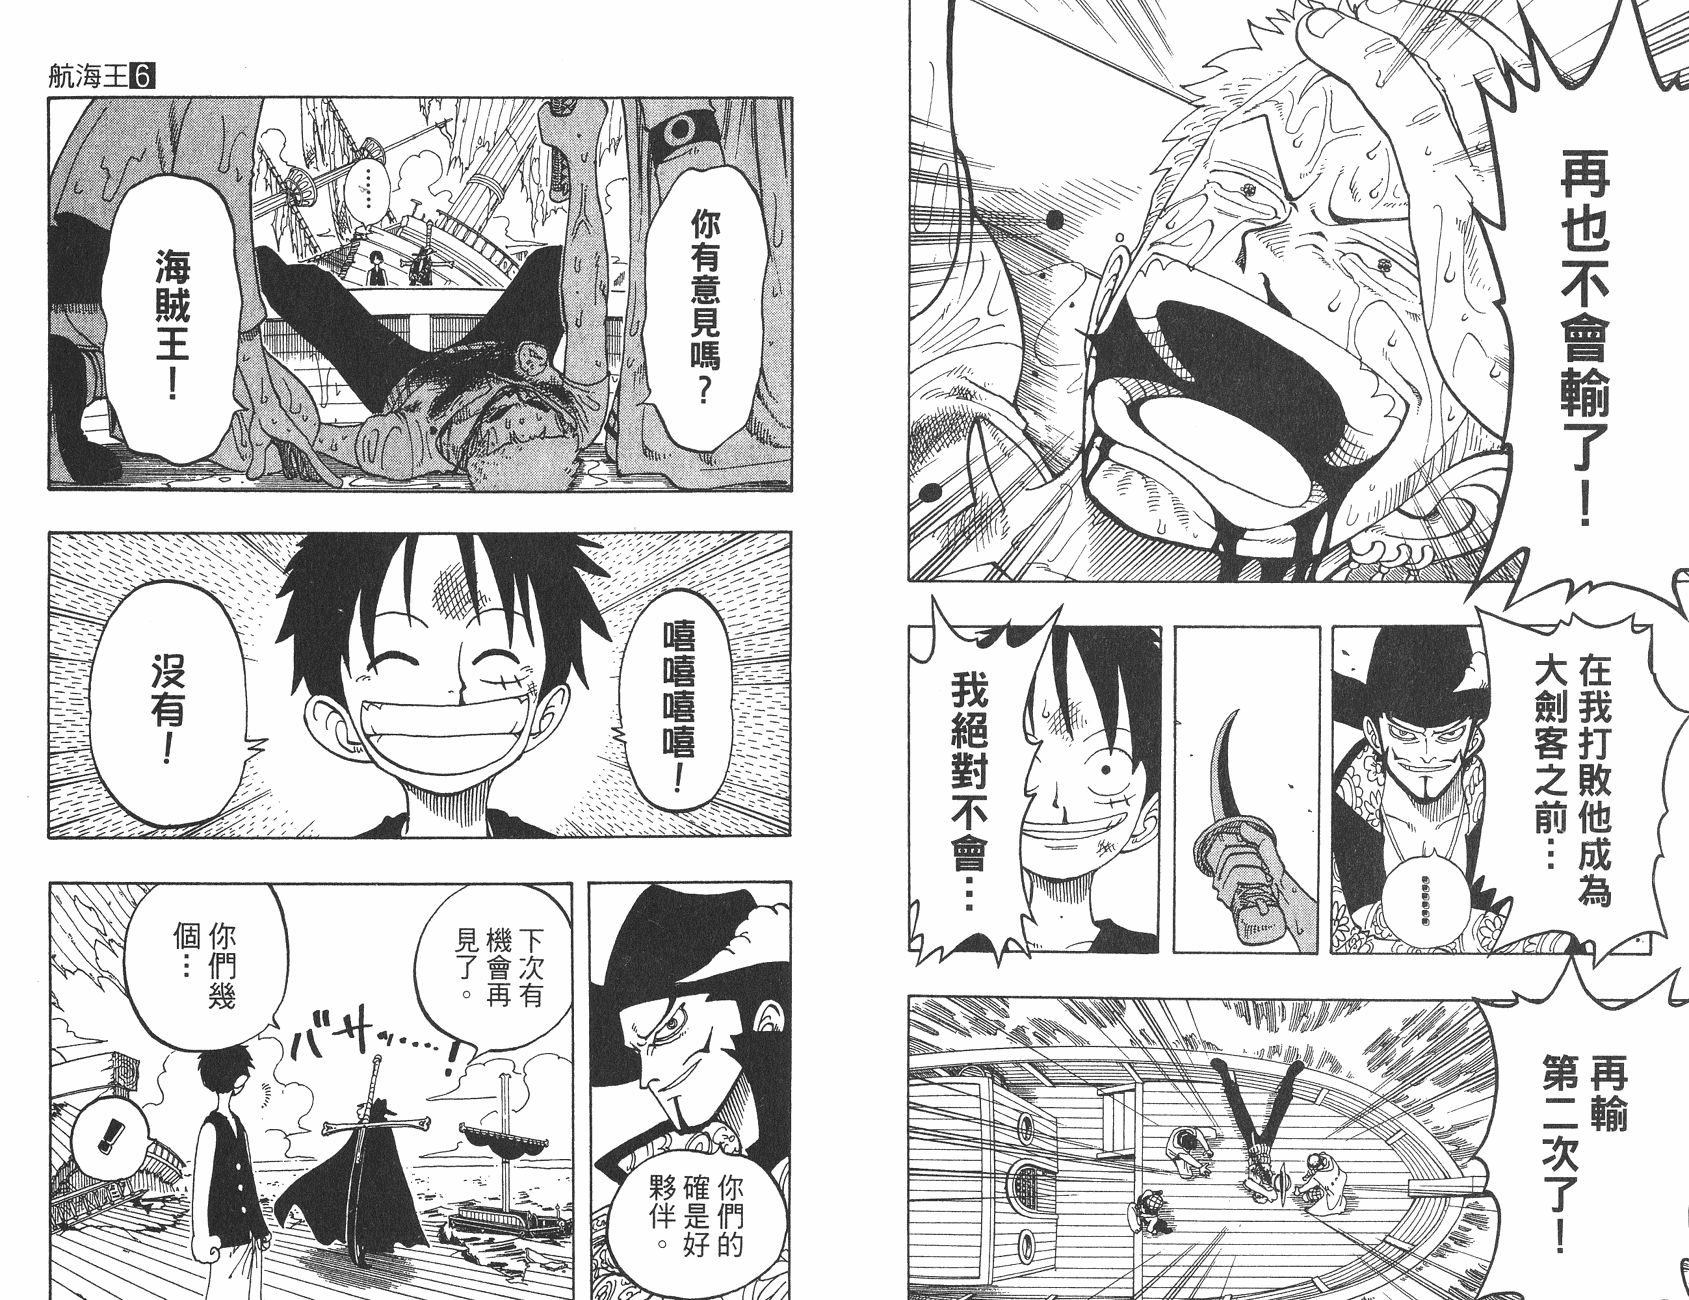 再也不會輸了！
在我打敗他成為
大劍客之前…
……
我絕對不會…
再輸
第二次了！
航海王6
……
你有意見嗎？
海賊王！
嘻嘻嘻嘻嘻！
沒有！
你們的
確是好
夥伴。
下次有
機會再
見了。
バサッ……！
你們幾
個…
!!